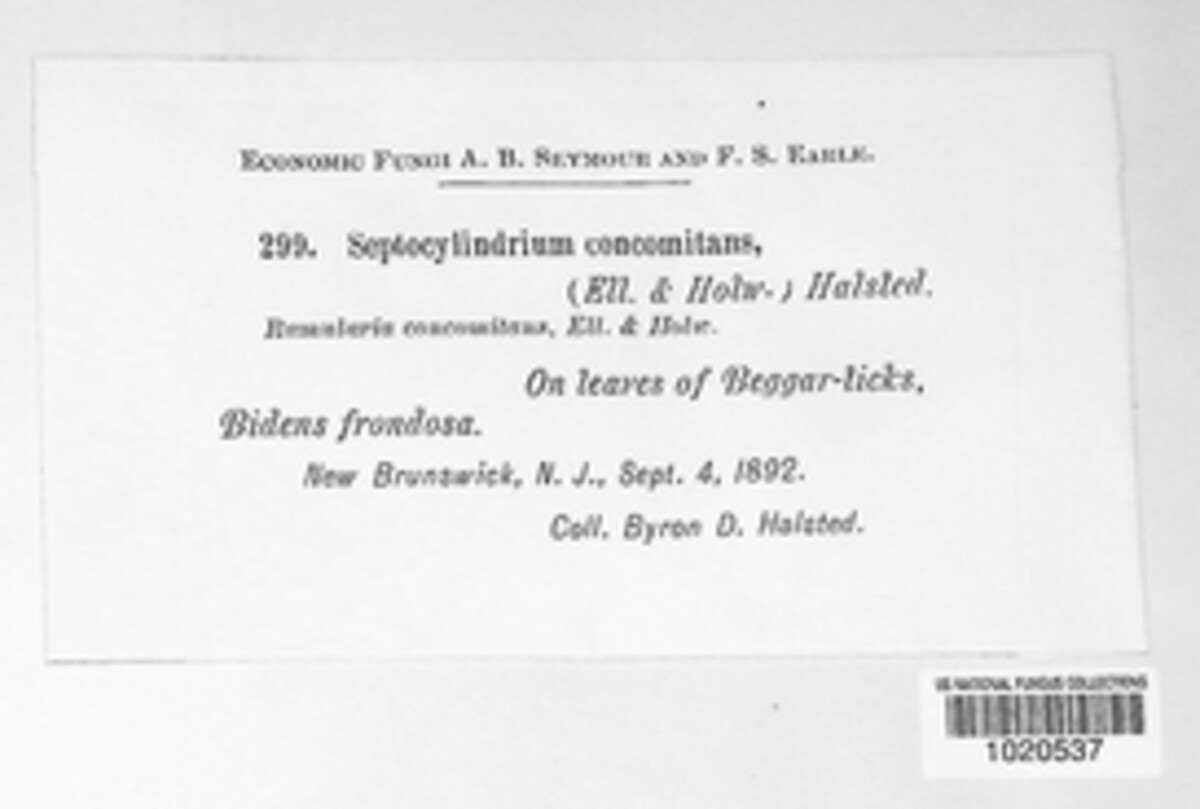 ECONOMIC FUNGI A. B. SEYMOUR AND F. S. EARLE.
299. Septocylindrium concomitans,
(Ell. & Holw.) Halsted.
Ramularia concomitans, Ell. & Holw.
On leaves of Beggar-ticks,
Bidens frondosa.
New Brunswick, N. J., Sept. 4, 1892.
Coll. Byron D. Halsted.
US NATIONAL FUNGUS COLLECTIONS
1020537